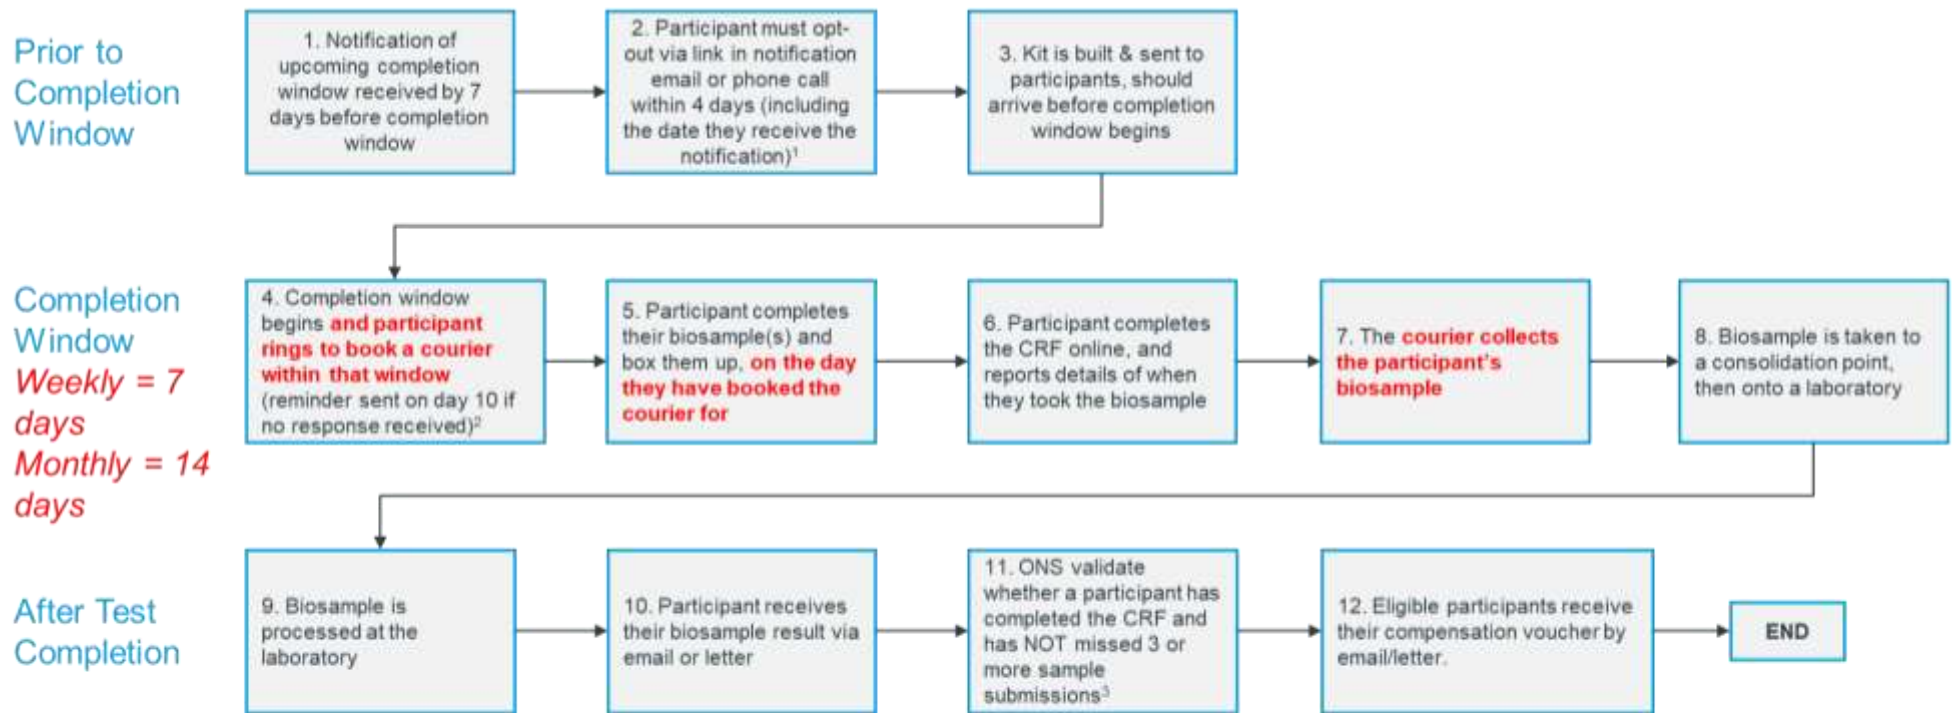 Prior to
Completion
Window
1. Notification of
upcoming completion
window received by 7
days before completion
window
2. Participant must opt-
out via link in notification
email or phone call
within 4 days (including
the date they receive the
notification)¹
3. Kit is built & sent to
participants, should
arrive before completion
window begins
Completion
Window
Weekly = 7
days
Monthly = 14
days
4. Completion window
begins and participant
rings to book a courier
within that window
(reminder sent on day 10 if
no response received)²
5. Participant completes
their biosample(s) and
box them up, on the day
they have booked the
courier for
6. Participant completes
the CRF online, and
reports details of when
they took the biosample
7. The courier collects
the participant's
biosample
8. Biosample is taken to
a consolidation point,
then onto a laboratory
After Test
Completion
9. Biosample is
processed at the
laboratory
10. Participant receives
their biosample result via
email or letter
11. ONS validate
whether a participant has
completed the CRF and
has NOT missed 3 or
more sample
submissions³
12. Eligible participants receive
their compensation voucher by
email/letter.
END